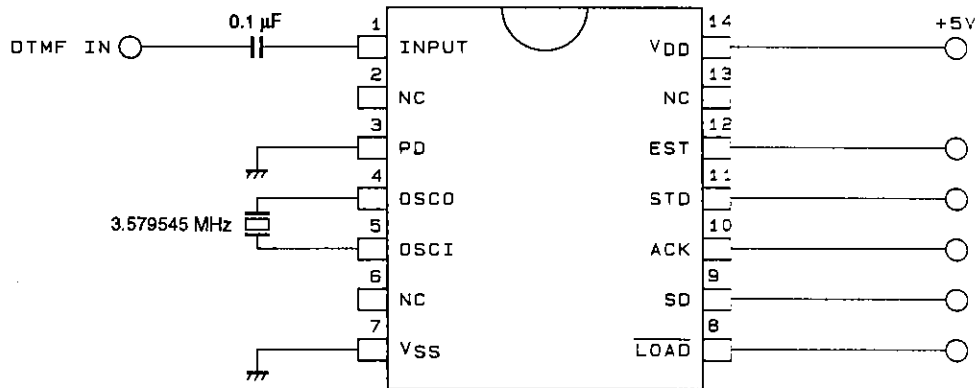 DTMF IN
0.1 µF
1
INPUT
2
NC
3
PD
4
OSCO
3.579545 MHz
5
OSCI
6
NC
7
VSS
14
VDD
+5V
13
NC
12
EST
11
STD
10
ACK
9
SD
8
LOAD